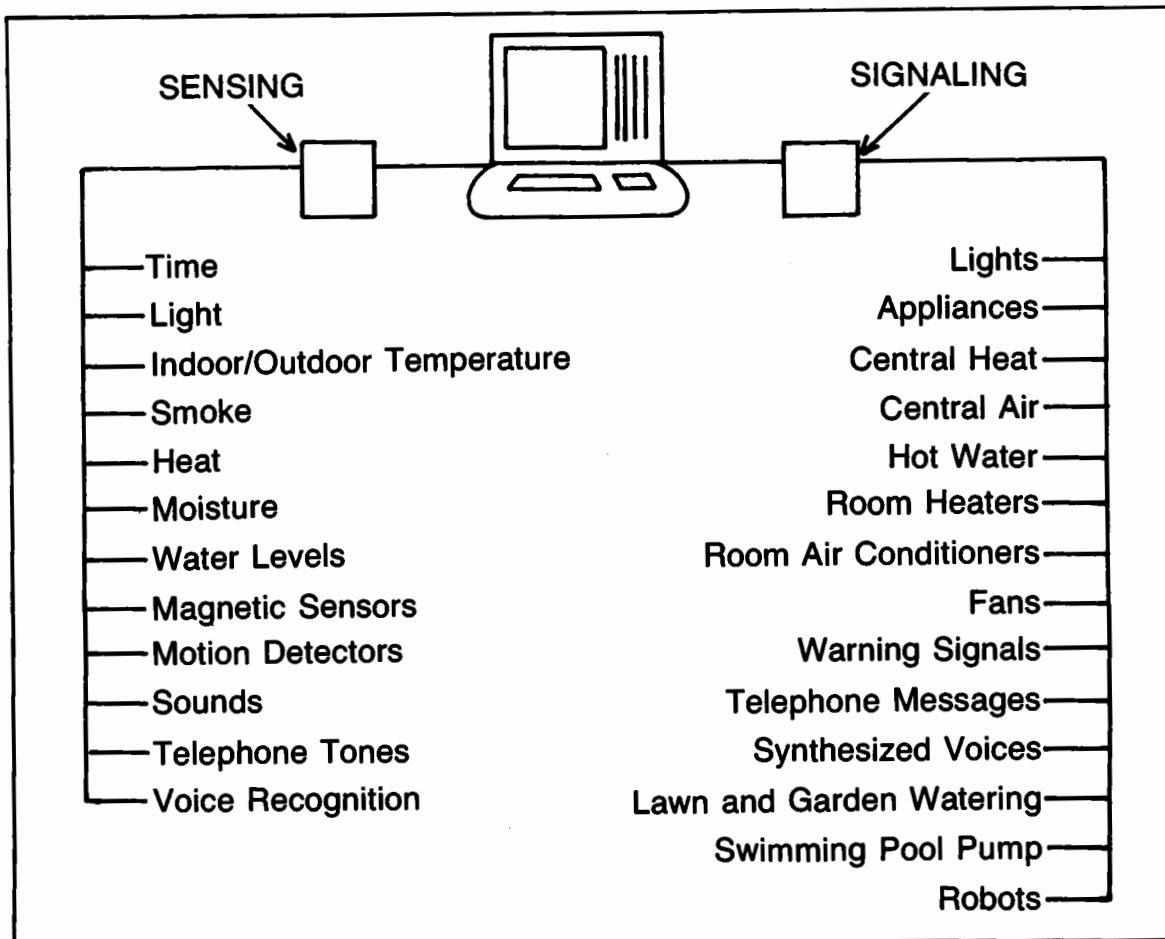 SENSING
SIGNALING
Time
Light
Indoor/Outdoor Temperature
Smoke
Heat
Moisture
Water Levels
Magnetic Sensors
Motion Detectors
Sounds
Telephone Tones
Voice Recognition
Lights
Appliances
Central Heat
Central Air
Hot Water
Room Heaters
Room Air Conditioners
Fans
Warning Signals
Telephone Messages
Synthesized Voices
Lawn and Garden Watering
Swimming Pool Pump
Robots